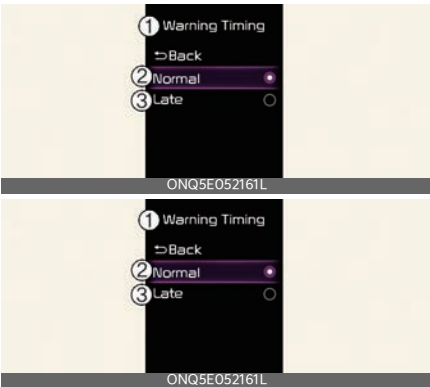 ① Warning Timing
⮌Back
② Normal
③ Late
ONQ5E052161L
① Warning Timing
⮌Back
② Normal
③ Late
ONQ5E052161L